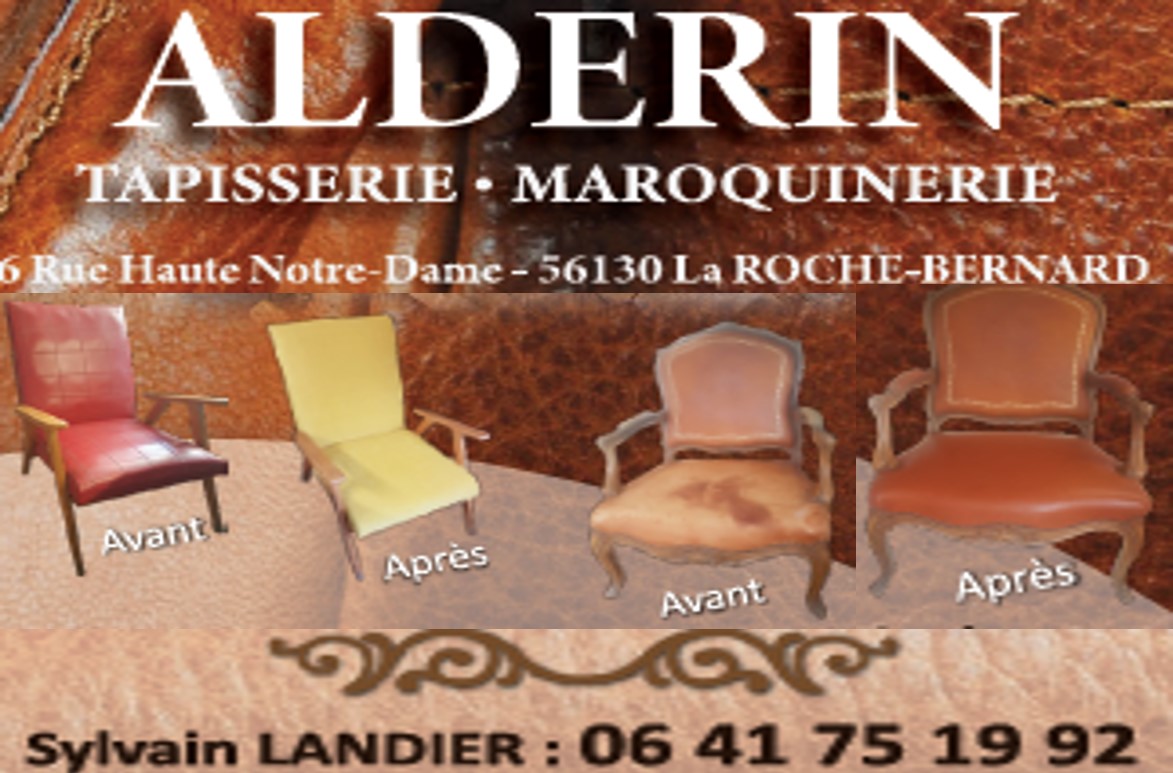 ALDERIN
TAPISSERIE • MAROQUINERIE
6 Rue Haute Notre-Dame - 56130 La ROCHE-BERNARD
Avant
Après
Avant
Après
Sylvain LANDIER : 06 41 75 19 92